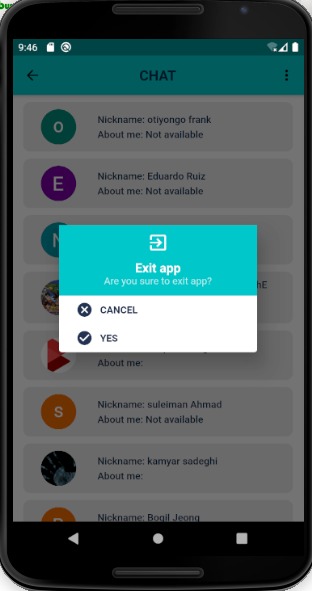 9:46
CHAT
Nickname: otiyongo frank
About me: Not available
Nickname: Eduardo Ruiz
E
About me: Not available
Exit app
Are you sure to exit app?
CANCEL
YES
About me:
Nickname: suleiman Ahmad
S
About me: Not available
Nickname: kamyar sadeghi
About me:
Nickname: Bogil Jeong